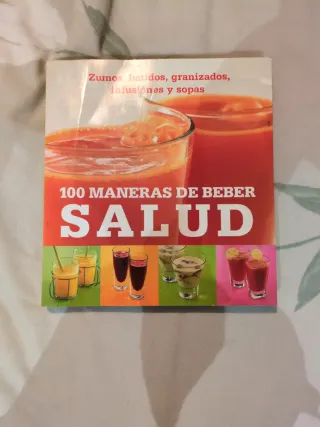 Zumos, batidos, granizados,
infusiones y sopas
100 MANERAS DE BEBER
SALUD